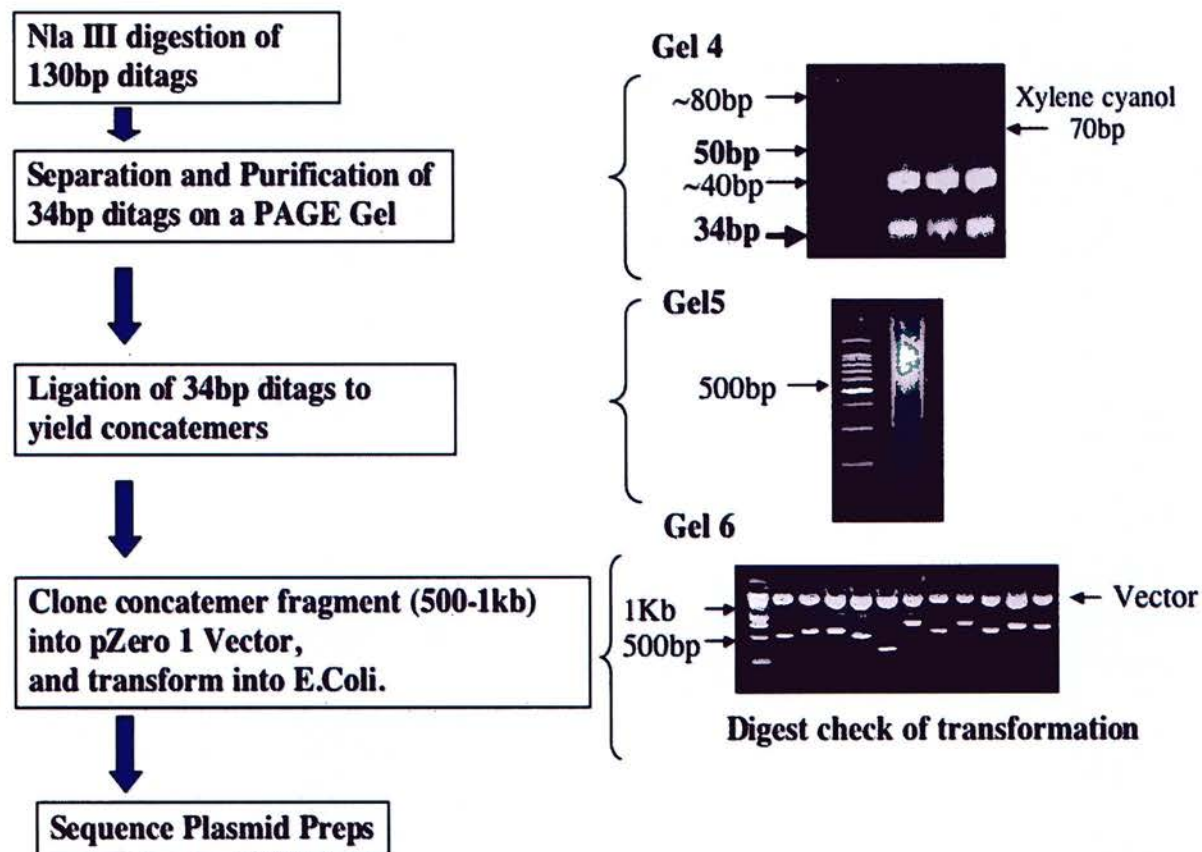 Nla III digestion of
130bp ditags
Separation and Purification of
34bp ditags on a PAGE Gel
Ligation of 34bp ditags to
yield concatemers
Clone concatemer fragment (500-1kb)
into pZero 1 Vector,
and transform into E.Coli.
Sequence Plasmid Preps
Gel 4
~80bp
50bp
~40bp
34bp
Xylene cyanol
70bp
Gel5
500bp
Gel 6
1Kb
500bp
Vector
Digest check of transformation